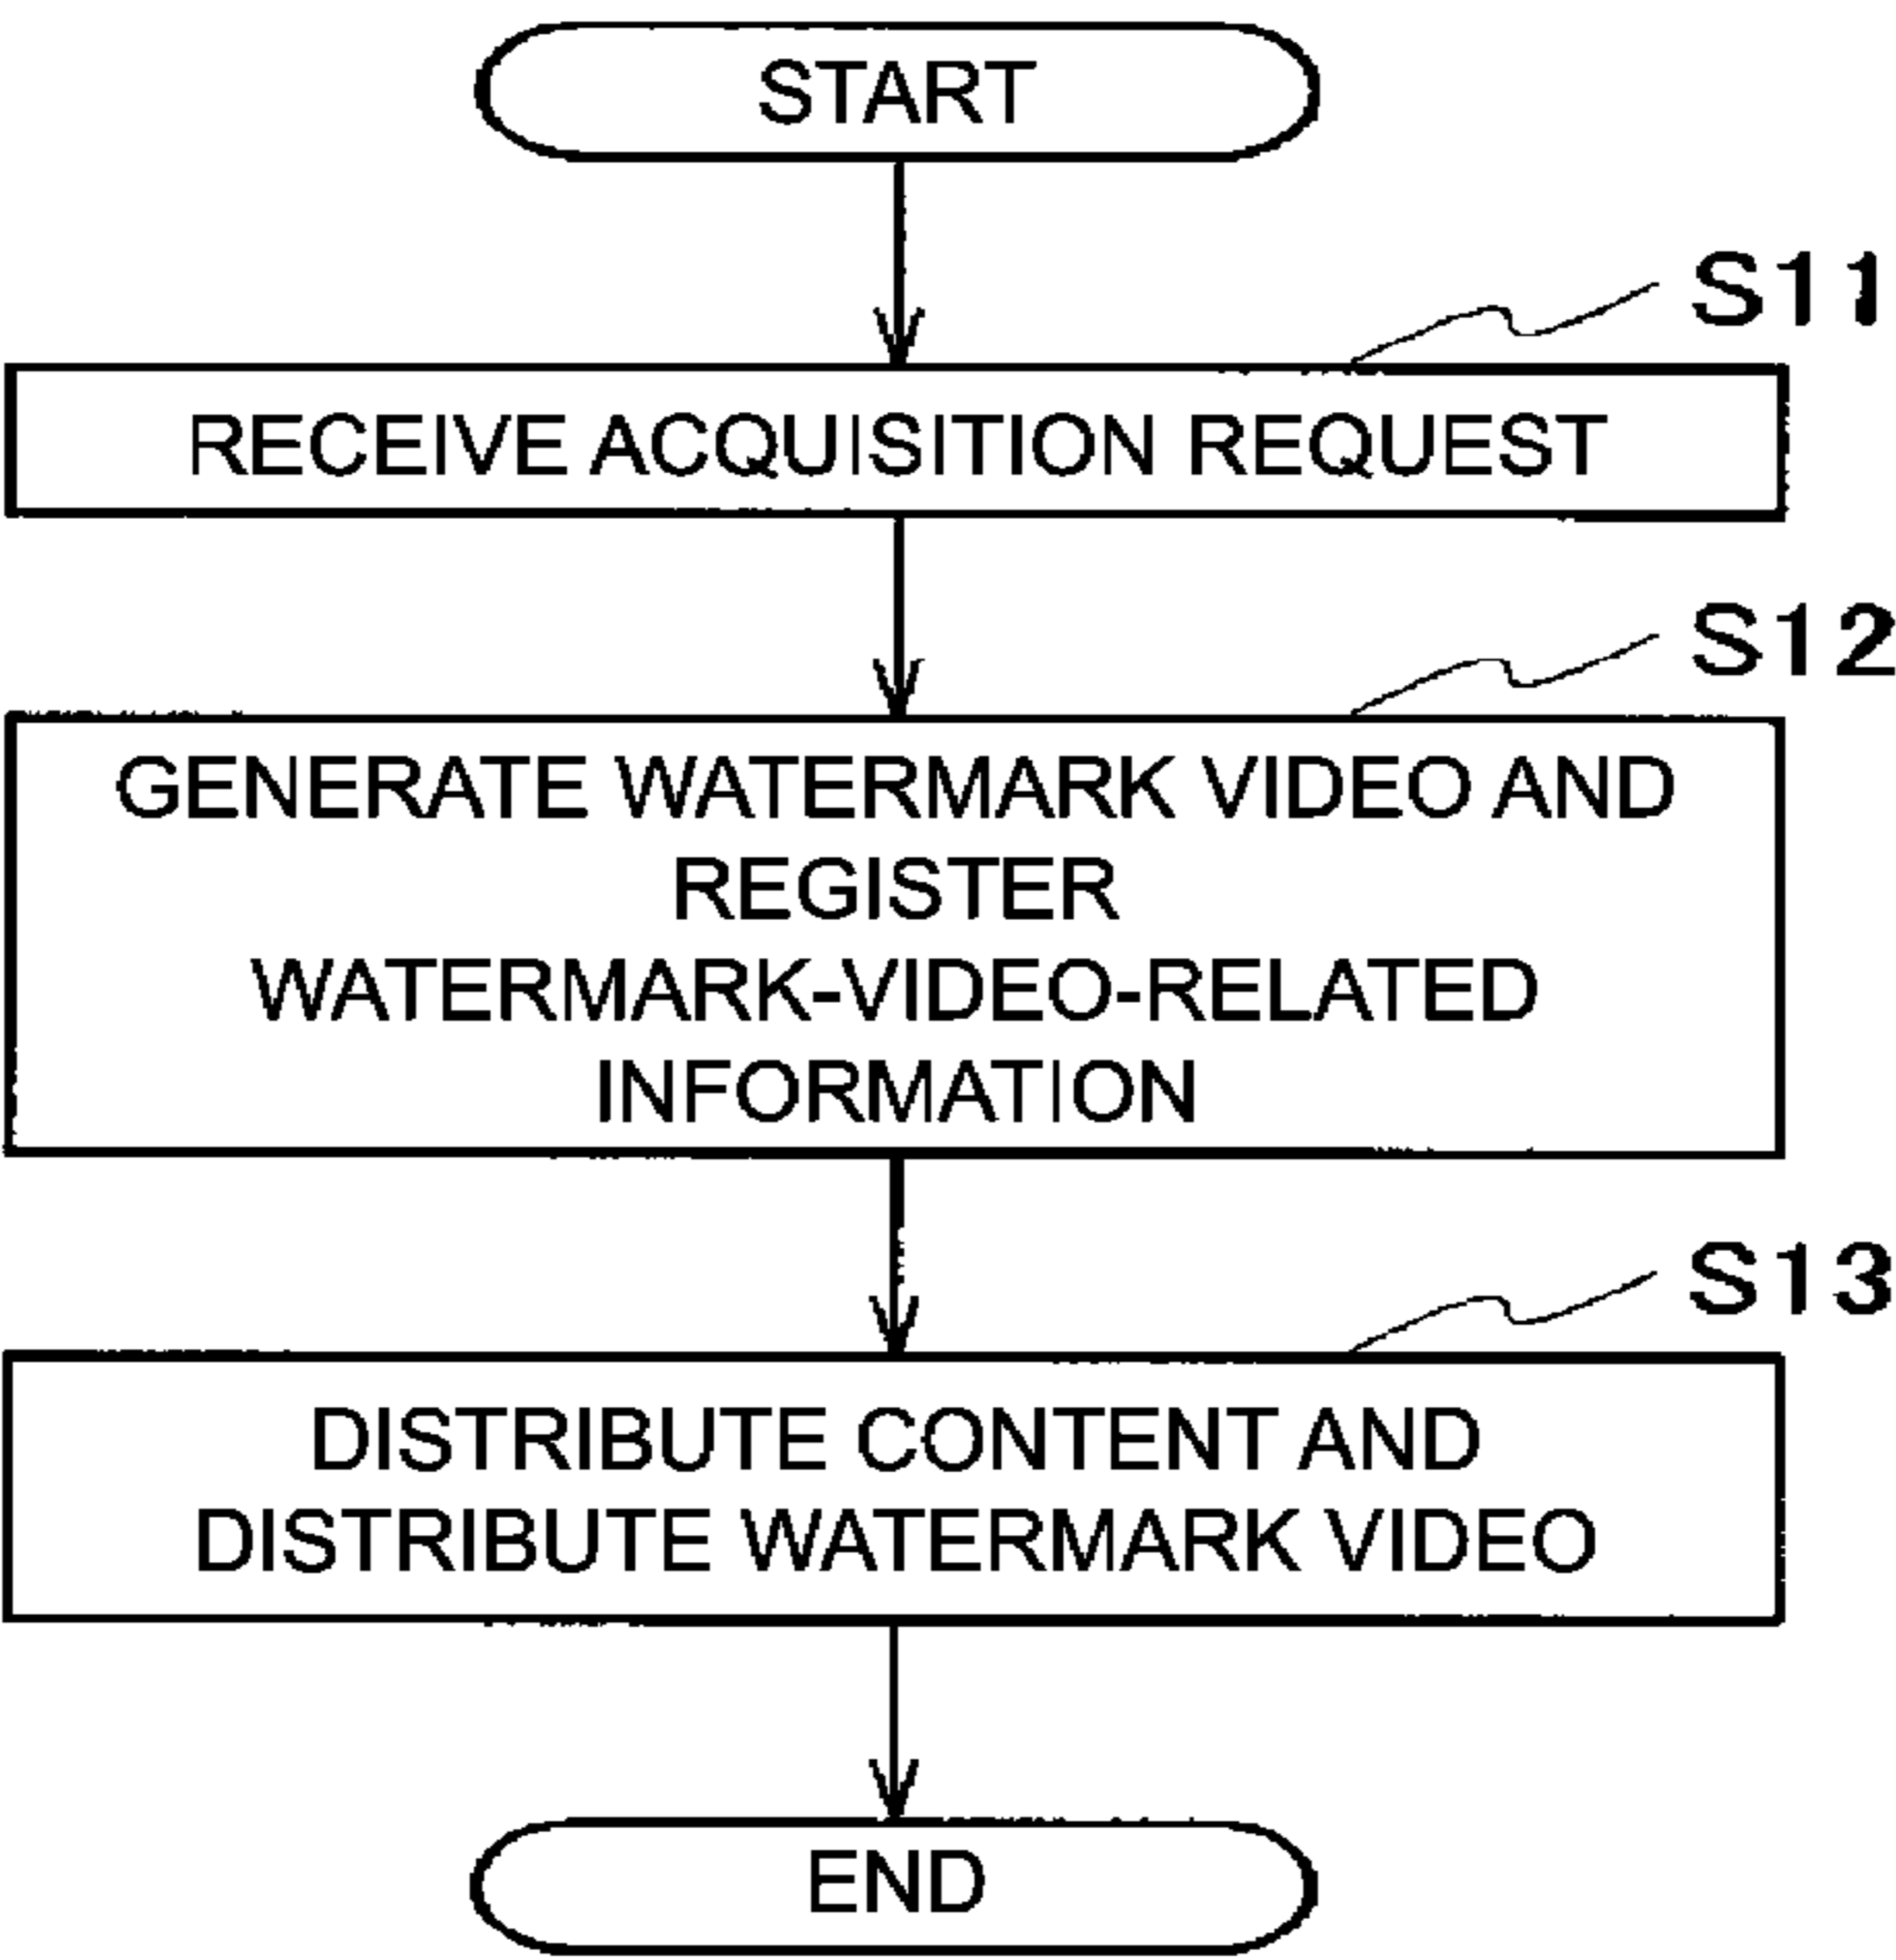 START
S11
RECEIVE ACQUISITION REQUEST
S12
GENERATE WATERMARK VIDEO AND
REGISTER
WATERMARK-VIDEO-RELATED
INFORMATION
S13
DISTRIBUTE CONTENT AND
DISTRIBUTE WATERMARK VIDEO
END